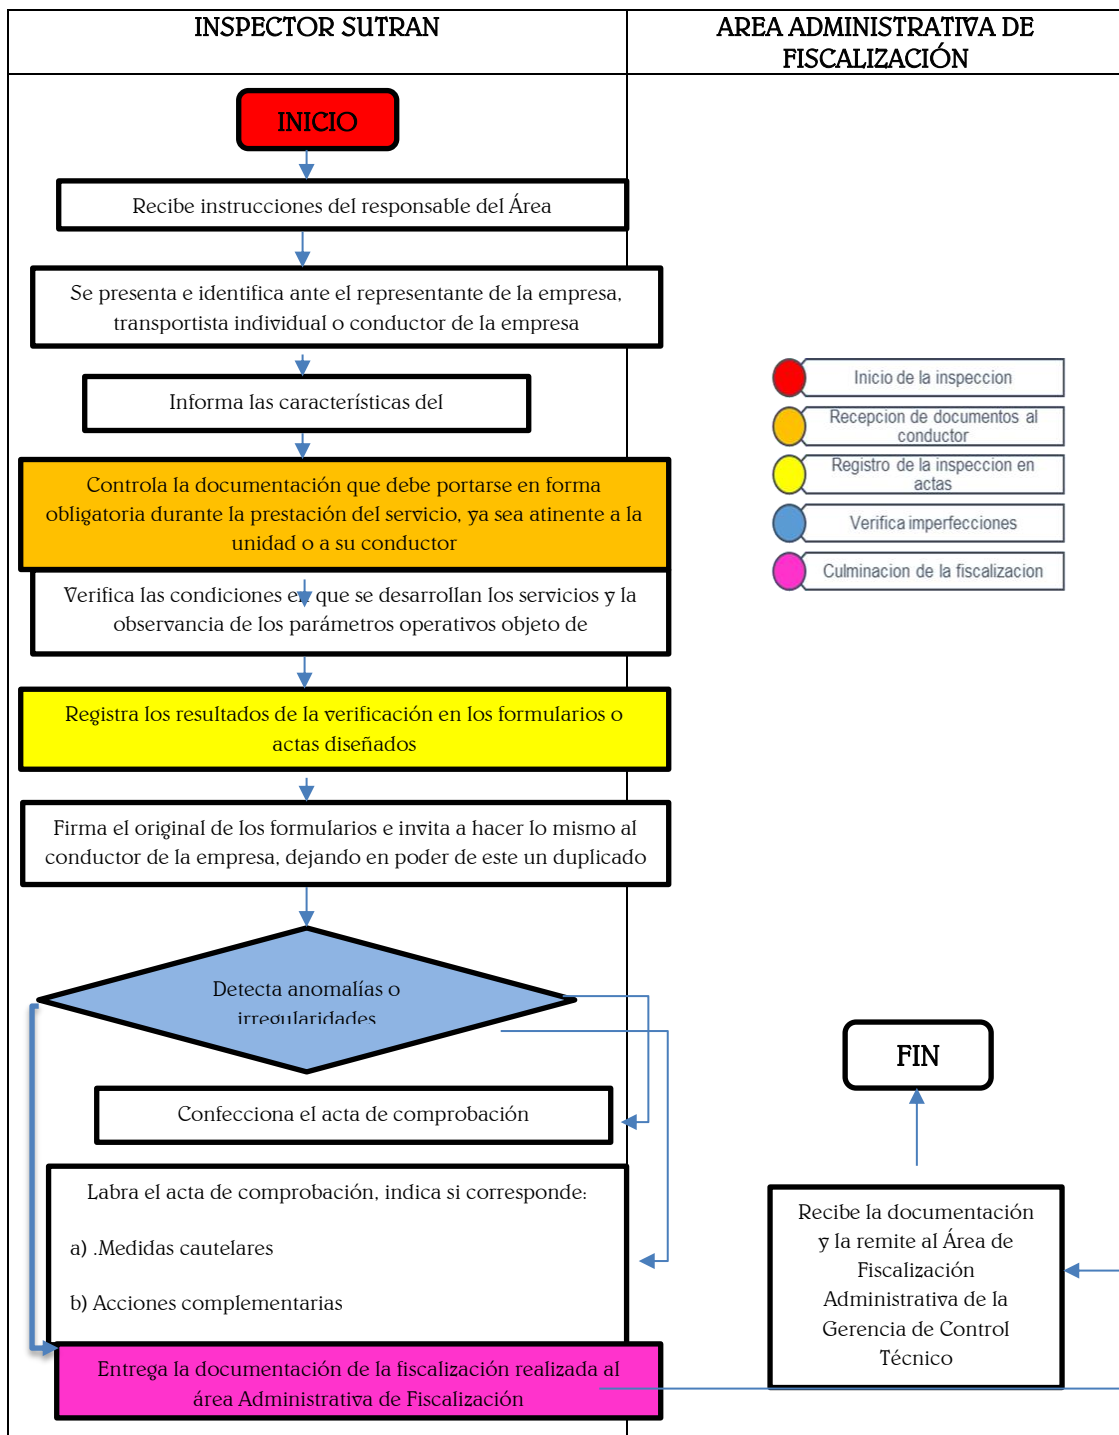 INSPECTOR SUTRAN
AREA ADMINISTRATIVA DE
FISCALIZACIÓN
INICIO
Recibe instrucciones del responsable del Área
Se presenta e identifica ante el representante de la empresa,
transportista individual o conductor de la empresa
Informa las características del
Controla la documentación que debe portarse en forma
obligatoria durante la prestación del servicio, ya sea atinente a la
unidad o a su conductor
Verifica las condiciones en que se desarrollan los servicios y la
observancia de los parámetros operativos objeto de
Registra los resultados de la verificación en los formularios o
actas diseñados
Firma el original de los formularios e invita a hacer lo mismo al
conductor de la empresa, dejando en poder de este un duplicado
Detecta anomalías o
irregularidades
Confecciona el acta de comprobación
Labra el acta de comprobación, indica si corresponde:
a) .Medidas cautelares
b) Acciones complementarias
Entrega la documentación de la fiscalización realizada al
área Administrativa de Fiscalización
Inicio de la inspeccion
Recepcion de documentos al
conductor
Registro de la inspeccion en
actas
Verifica imperfecciones
Culminacion de la fiscalizacion
FIN
Recibe la documentación
y la remite al Área de
Fiscalización
Administrativa de la
Gerencia de Control
Técnico